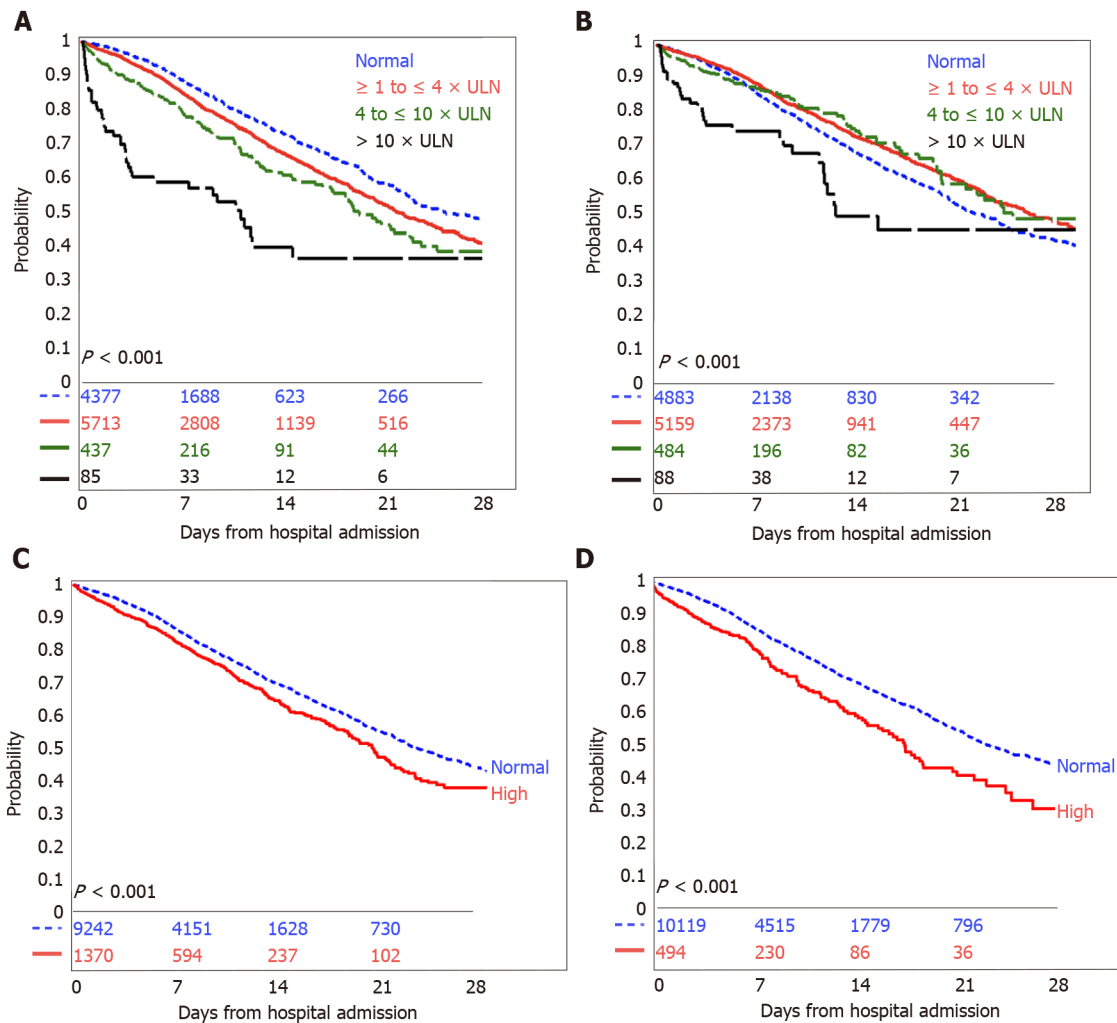 A
1
0.9
0.8
0.7
0.6
0.5
0.4
0.3
0.2
0.1
0
Probability
Normal
≥ 1 to ≤ 4 × ULN
4 to ≤ 10 × ULN
> 10 × ULN
P < 0.001
4377 1688 623 266
5713 2808 1139 516
437 216 91 44
85 33 12 6
0 7 14 21 28
Days from hospital admission
B
1
0.9
0.8
0.7
0.6
0.5
0.4
0.3
0.2
0.1
0
Probability
Normal
≥ 1 to ≤ 4 × ULN
4 to ≤ 10 × ULN
> 10 × ULN
P < 0.001
4883 2138 830 342
5159 2373 941 447
484 196 82 36
88 38 12 7
0 7 14 21 28
Days from hospital admission
C
1
0.9
0.8
0.7
0.6
0.5
0.4
0.3
0.2
0.1
0
Probability
Normal
High
P < 0.001
9242 4151 1628 730
1370 594 237 102
0 7 14 21 28
Days from hospital admission
D
1
0.9
0.8
0.7
0.6
0.5
0.4
0.3
0.2
0.1
0
Probability
Normal
High
P < 0.001
10119 4515 1779 796
494 230 86 36
0 7 14 21 28
Days from hospital admission